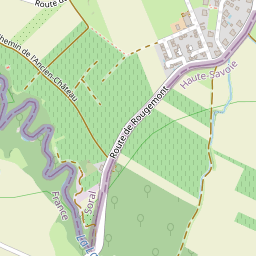 Route de
Chemin de l'Ancien Château
Route de Rougemont
Haute-Savoie
Soral
France